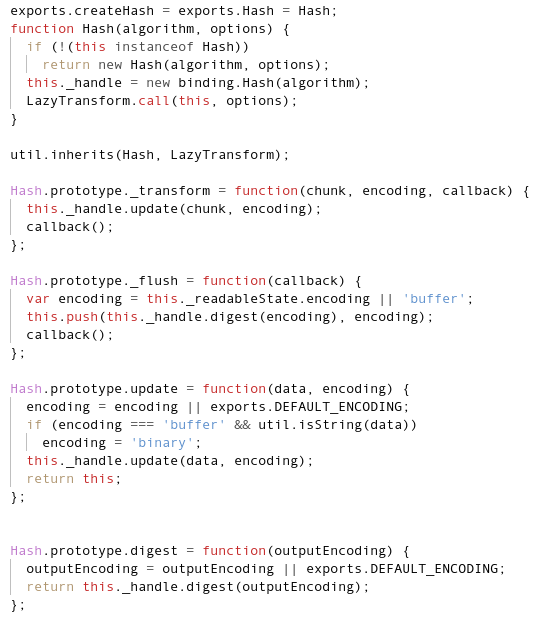 exports.createHash = exports.Hash = Hash;
function Hash(algorithm, options) {
  if (!(this instanceof Hash))
    return new Hash(algorithm, options);
  this._handle = new binding.Hash(algorithm);
  LazyTransform.call(this, options);
}

util.inherits(Hash, LazyTransform);

Hash.prototype._transform = function(chunk, encoding, callback) {
  this._handle.update(chunk, encoding);
  callback();
};

Hash.prototype._flush = function(callback) {
  var encoding = this._readableState.encoding || 'buffer';
  this.push(this._handle.digest(encoding), encoding);
  callback();
};

Hash.prototype.update = function(data, encoding) {
  encoding = encoding || exports.DEFAULT_ENCODING;
  if (encoding === 'buffer' && util.isString(data))
    encoding = 'binary';
  this._handle.update(data, encoding);
  return this;
};


Hash.prototype.digest = function(outputEncoding) {
  outputEncoding = outputEncoding || exports.DEFAULT_ENCODING;
  return this._handle.digest(outputEncoding);
};